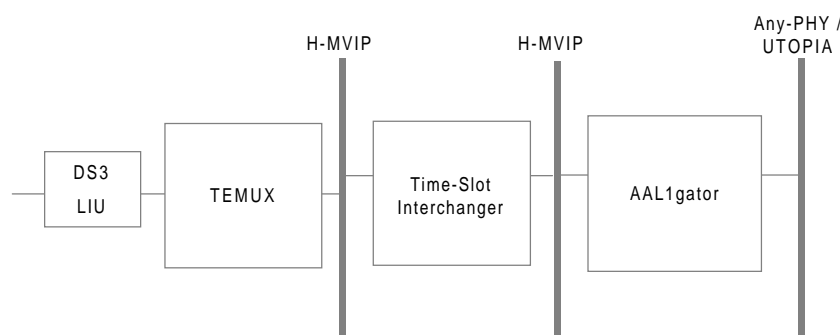 H-MVIP
H-MVIP
Any-PHY /
UTOPIA
DS3
LIU
TEMUX
Time-Slot
Interchanger
AAL1gator